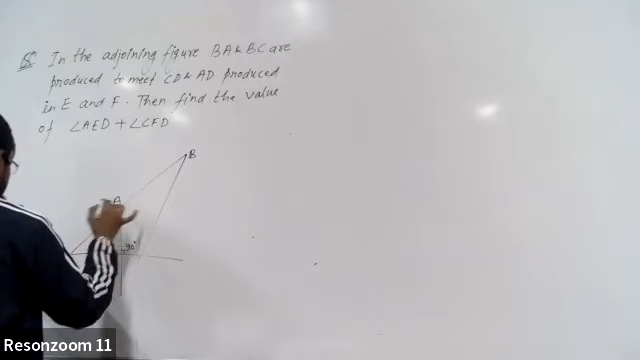 Q. In the adjoining figure BA & BC are
produced to meet CD & AD produced
in E and F. Then find the value
of ∠AED + ∠CFD
B
A
90°
Resonzoom 11